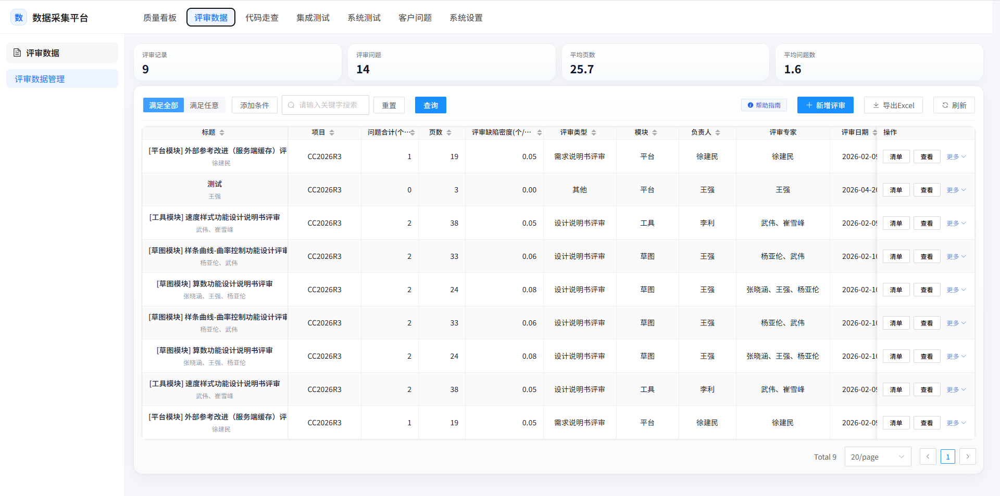 数 数据采集平台 质量看板 评审数据 代码走查 集成测试 系统测试 客户问题 系统设置
评审数据
评审数据管理
评审记录 评审问题 平均页数 平均问题数
9 14 25.7 1.6
满足全部 满足任意 添加条件 请输入关键字搜索 重置 查询 帮助指南 新增评审 导出Excel 刷新
标题 项目 问题合计(个… 页数 评审缺陷密度(个/… 评审类型 模块 负责人 评审专家 评审日期 操作
[平台模块] 外部参考改进（服务端缓存）评
徐建民
CC2026R3 1 19 0.05 需求说明书评审 平台 徐建民 徐建民 2026-02-09 清单 查看 更多
测试
王强
CC2026R3 0 3 0.00 其他 平台 王强 王强 2026-04-20 清单 查看 更多
[工具模块] 速度样式功能设计说明书评审
武伟、崔雪峰
CC2026R3 2 38 0.05 设计说明书评审 工具 李利 武伟、崔雪峰 2026-02-09 清单 查看 更多
[草图模块] 样条曲线-曲率控制功能设计评审
杨亚伦、武伟
CC2026R3 2 33 0.06 设计说明书评审 草图 王强 杨亚伦、武伟 2026-02-10 清单 查看 更多
[草图模块] 算数功能设计说明书评审
张晓涵、王强、杨亚伦
CC2026R3 2 24 0.08 设计说明书评审 草图 王强 张晓涵、王强、杨亚伦 2026-02-10 清单 查看 更多
[草图模块] 样条曲线-曲率控制功能设计评审
杨亚伦、武伟
CC2026R3 2 33 0.06 设计说明书评审 草图 王强 杨亚伦、武伟 2026-02-10 清单 查看 更多
[草图模块] 算数功能设计说明书评审
张晓涵、王强、杨亚伦
CC2026R3 2 24 0.08 设计说明书评审 草图 王强 张晓涵、王强、杨亚伦 2026-02-10 清单 查看 更多
[工具模块] 速度样式功能设计说明书评审
武伟、崔雪峰
CC2026R3 2 38 0.05 设计说明书评审 工具 李利 武伟、崔雪峰 2026-02-09 清单 查看 更多
[平台模块] 外部参考改进（服务端缓存）评
徐建民
CC2026R3 1 19 0.05 需求说明书评审 平台 徐建民 徐建民 2026-02-09 清单 查看 更多
Total 9 20/page 1